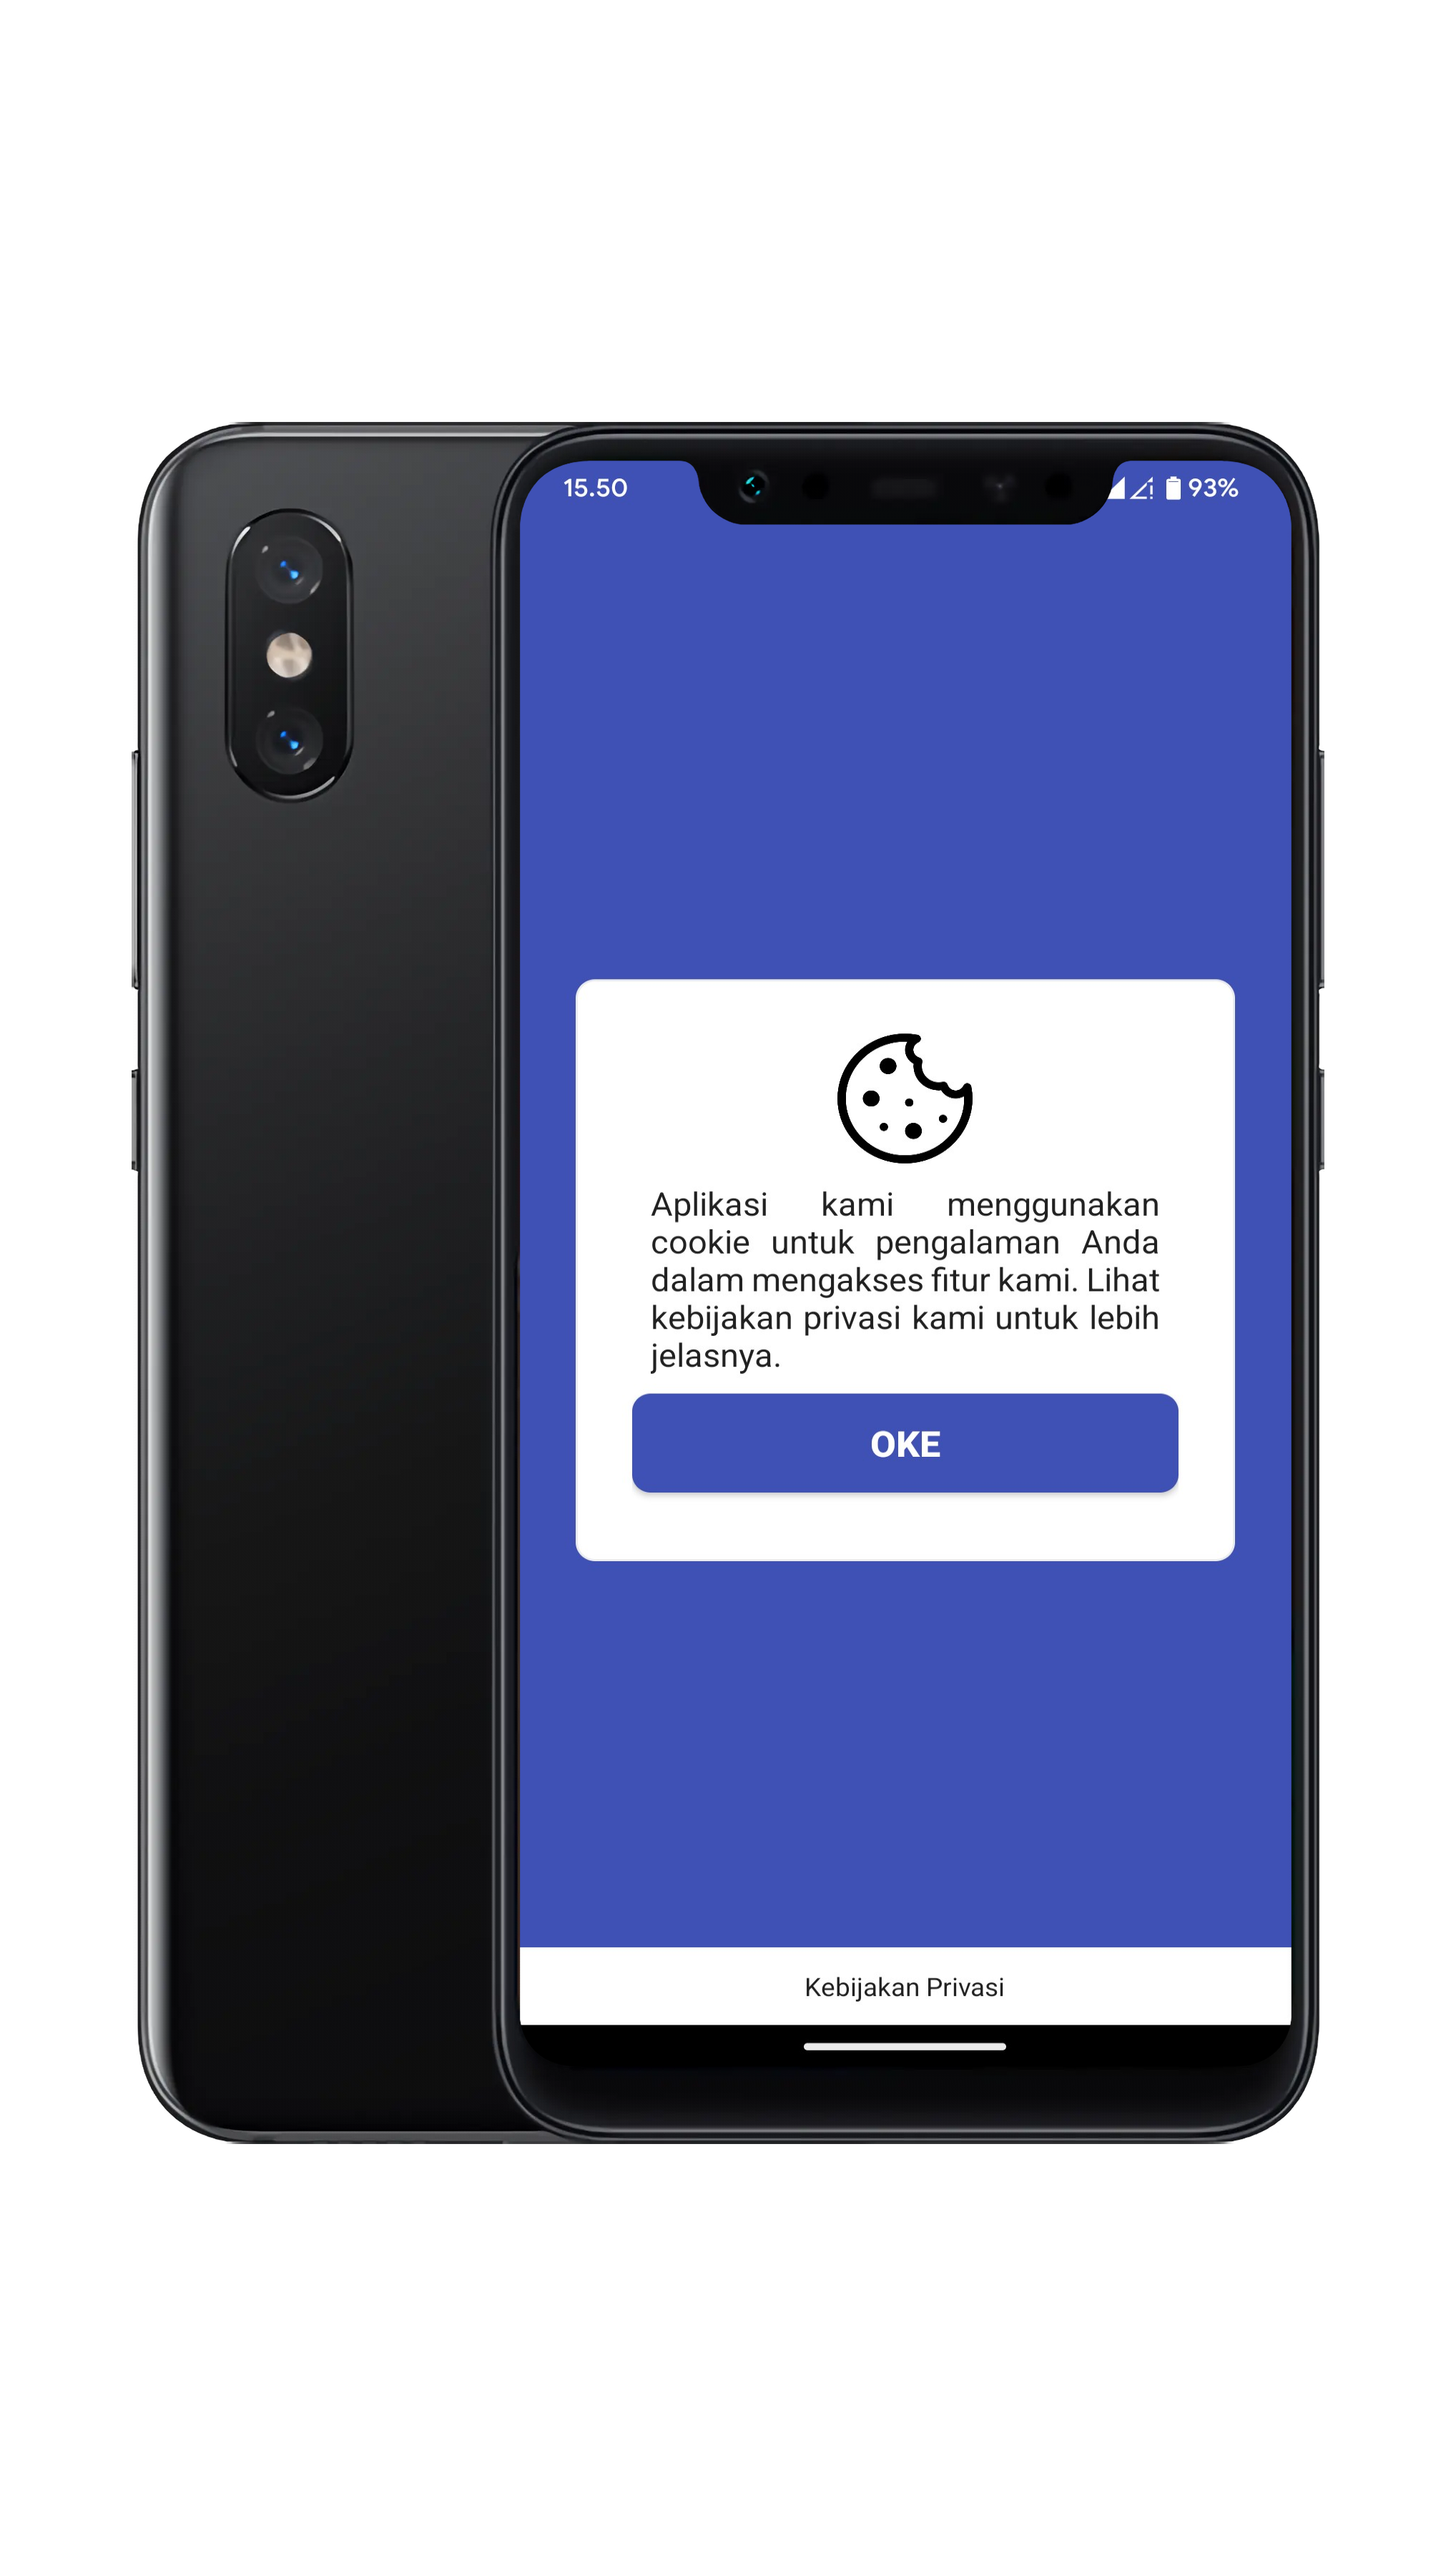 15.50
93%
Aplikasi kami menggunakan
cookie untuk pengalaman Anda
dalam mengakses fitur kami. Lihat
kebijakan privasi kami untuk lebih
jelasnya.
OKE
Kebijakan Privasi